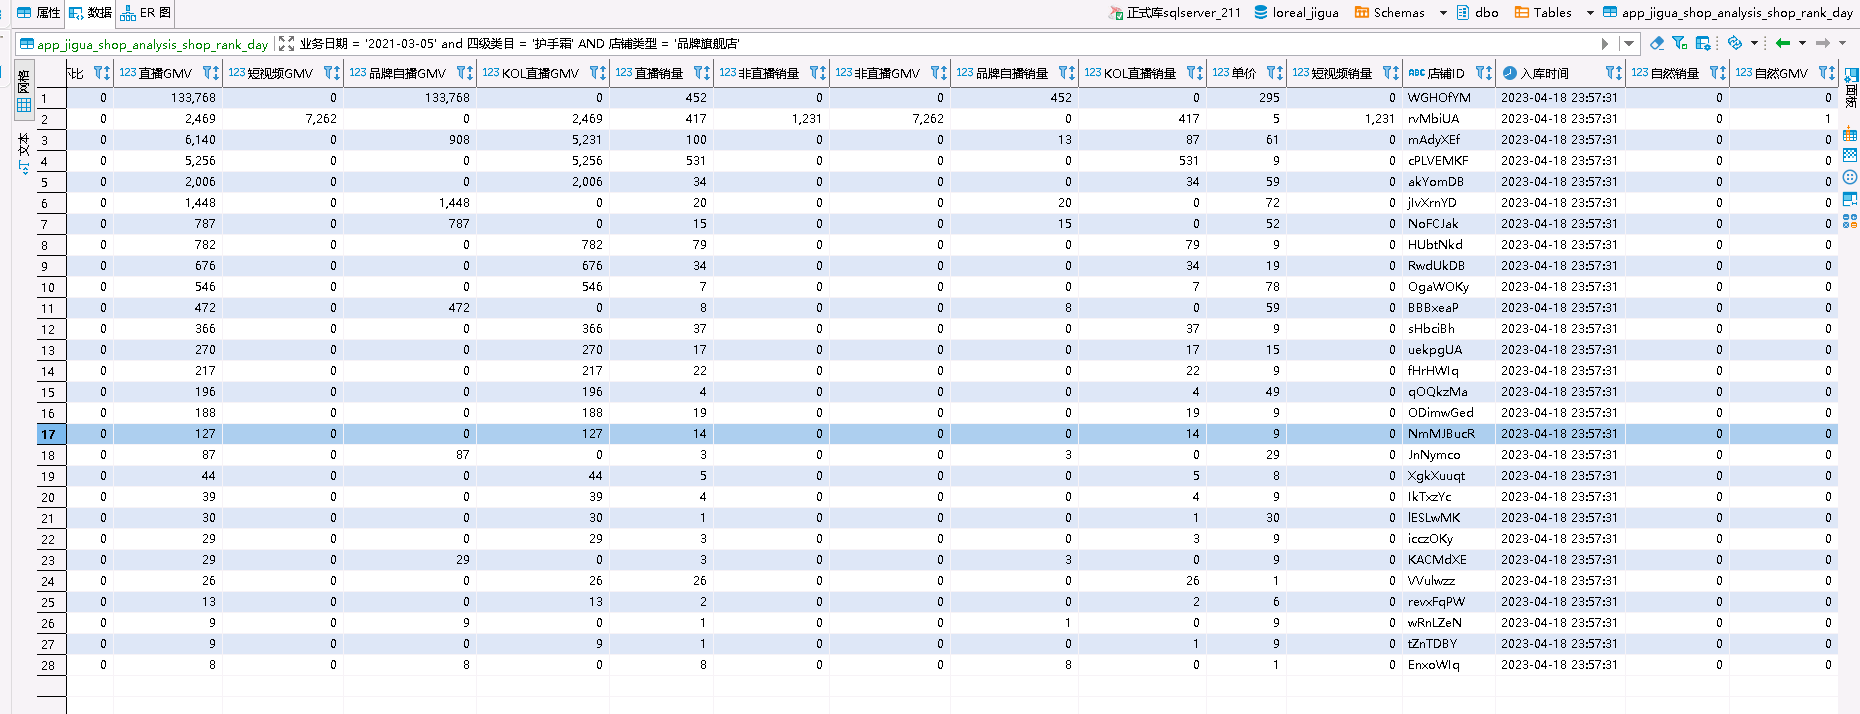 属性 数据 ER 图 正式库sqlserver_211 loreal_jigua Schemas dbo Tables app_jigua_shop_analysis_shop_rank_day
app_jigua_shop_analysis_shop_rank_day 业务日期 = '2021-03-05' and 四级类目 = '护手霜' AND 店铺类型 = '品牌旗舰店'
网格
文本
比 123 直播GMV 123 短视频GMV 123 品牌自播GMV 123 KOL直播GMV 123 直播销量 123 非直播销量 123 非直播GMV 123 品牌自播销量 123 KOL直播销量 123 单价 123 短视频销量 ABC 店铺ID 入库时间 123 自然销量 123 自然GMV
1 0 133,768 0 133,768 0 452 0 0 452 0 295 0 WGHOfYM 2023-04-18 23:57:31 0 0
2 0 2,469 7,262 0 2,469 417 1,231 7,262 0 417 5 1,231 rvMbiUA 2023-04-18 23:57:31 0 1
3 0 6,140 0 908 5,231 100 0 0 13 87 61 0 mAdyXEf 2023-04-18 23:57:31 0 0
4 0 5,256 0 0 5,256 531 0 0 0 531 9 0 cPLVEMKF 2023-04-18 23:57:31 0 0
5 0 2,006 0 0 2,006 34 0 0 0 34 59 0 akYomDB 2023-04-18 23:57:31 0 0
6 0 1,448 0 1,448 0 20 0 0 20 0 72 0 jIvXrnYD 2023-04-18 23:57:31 0 0
7 0 787 0 787 0 15 0 0 15 0 52 0 NoFCJak 2023-04-18 23:57:31 0 0
8 0 782 0 0 782 79 0 0 0 79 9 0 HUbtNkd 2023-04-18 23:57:31 0 0
9 0 676 0 0 676 34 0 0 0 34 19 0 RwdUkDB 2023-04-18 23:57:31 0 0
10 0 546 0 0 546 7 0 0 0 7 78 0 OgaWOKy 2023-04-18 23:57:31 0 0
11 0 472 0 472 0 8 0 0 8 0 59 0 BBBxeaP 2023-04-18 23:57:31 0 0
12 0 366 0 0 366 37 0 0 0 37 9 0 sHbciBh 2023-04-18 23:57:31 0 0
13 0 270 0 0 270 17 0 0 0 17 15 0 uekpgUA 2023-04-18 23:57:31 0 0
14 0 217 0 0 217 22 0 0 0 22 9 0 fHrHWIq 2023-04-18 23:57:31 0 0
15 0 196 0 0 196 4 0 0 0 4 49 0 qOQkzMa 2023-04-18 23:57:31 0 0
16 0 188 0 0 188 19 0 0 0 19 9 0 ODimwGed 2023-04-18 23:57:31 0 0
17 0 127 0 0 127 14 0 0 0 14 9 0 NmMJBucR 2023-04-18 23:57:31 0 0
18 0 87 0 87 0 3 0 0 3 0 29 0 JnNymco 2023-04-18 23:57:31 0 0
19 0 44 0 0 44 5 0 0 0 5 8 0 XgkXuuqt 2023-04-18 23:57:31 0 0
20 0 39 0 0 39 4 0 0 0 4 9 0 IkTxzYc 2023-04-18 23:57:31 0 0
21 0 30 0 0 30 1 0 0 0 1 30 0 lESLwMK 2023-04-18 23:57:31 0 0
22 0 29 0 0 29 3 0 0 0 3 9 0 icczOKy 2023-04-18 23:57:31 0 0
23 0 29 0 29 0 3 0 0 3 0 9 0 KACMdXE 2023-04-18 23:57:31 0 0
24 0 26 0 0 26 26 0 0 0 26 1 0 VVulwzz 2023-04-18 23:57:31 0 0
25 0 13 0 0 13 2 0 0 0 2 6 0 revxFqPW 2023-04-18 23:57:31 0 0
26 0 9 0 9 0 1 0 0 1 0 9 0 wRnLZeN 2023-04-18 23:57:31 0 0
27 0 9 0 0 9 1 0 0 0 1 9 0 tZnTDBY 2023-04-18 23:57:31 0 0
28 0 8 0 8 0 8 0 0 8 0 1 0 EnxoWIq 2023-04-18 23:57:31 0 0